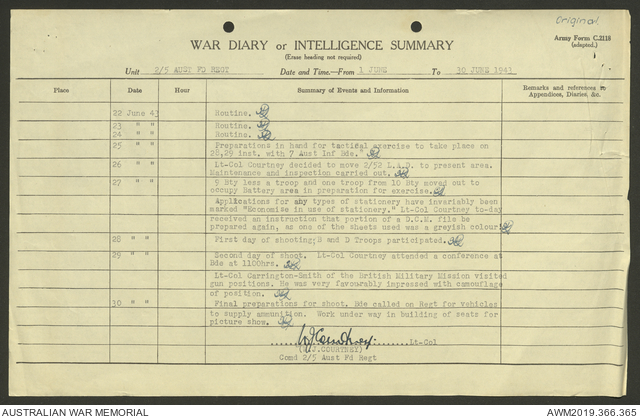 Original
Army Form C.2118
(adapted.)
WAR DIARY or INTELLIGENCE SUMMARY
(Erase heading not required)
Unit 2/5 AUST FD REGT Date and Time.—From 1 JUNE To 30 JUNE 1943
Place Date Hour Summary of Events and Information Remarks and references to
Appendices, Diaries, &c.
22 June 43 Routine.
23 " " Routine.
24 " " Routine.
25 " " Preparations in hand for tactical exercise to take place on
28,29 inst. with 7 Aust Inf Bde."
26 " " Lt-Col Courtney decided to move 2/52 L.A.D. to present area.
Maintenance and inspection carried out.
27 " " 9 Bty less a troop and one troop from 10 Bty moved out to
occupy Battery area in preparation for exercise.
Applications for any types of stationery have invariably been
marked "Economise in use of stationery." Lt-Col Courtney to-day
received an instruction that portion of a D.C.M. file be
prepared again, as one of the sheets used was a greyish colour
28 " " First day of shooting; B and D Troops participated.
29 " " Second day of shoot. Lt-Col Courtney attended a conference at
Bde at 1100hrs.
Lt-Col Carrington-Smith of the British Military Mission visited
gun positions. He was very favourably impressed with camouflage
of position.
30 " " Final preparations for shoot. Bde called on Regt for Vehicles
to supply ammunition. Work under way in building of seats for
picture show.
Lt-Col
J.COURTNEY)
Comd 2/5 Aust Fd Regt
AUSTRALIAN WAR MEMORIAL AWM2019.366.365